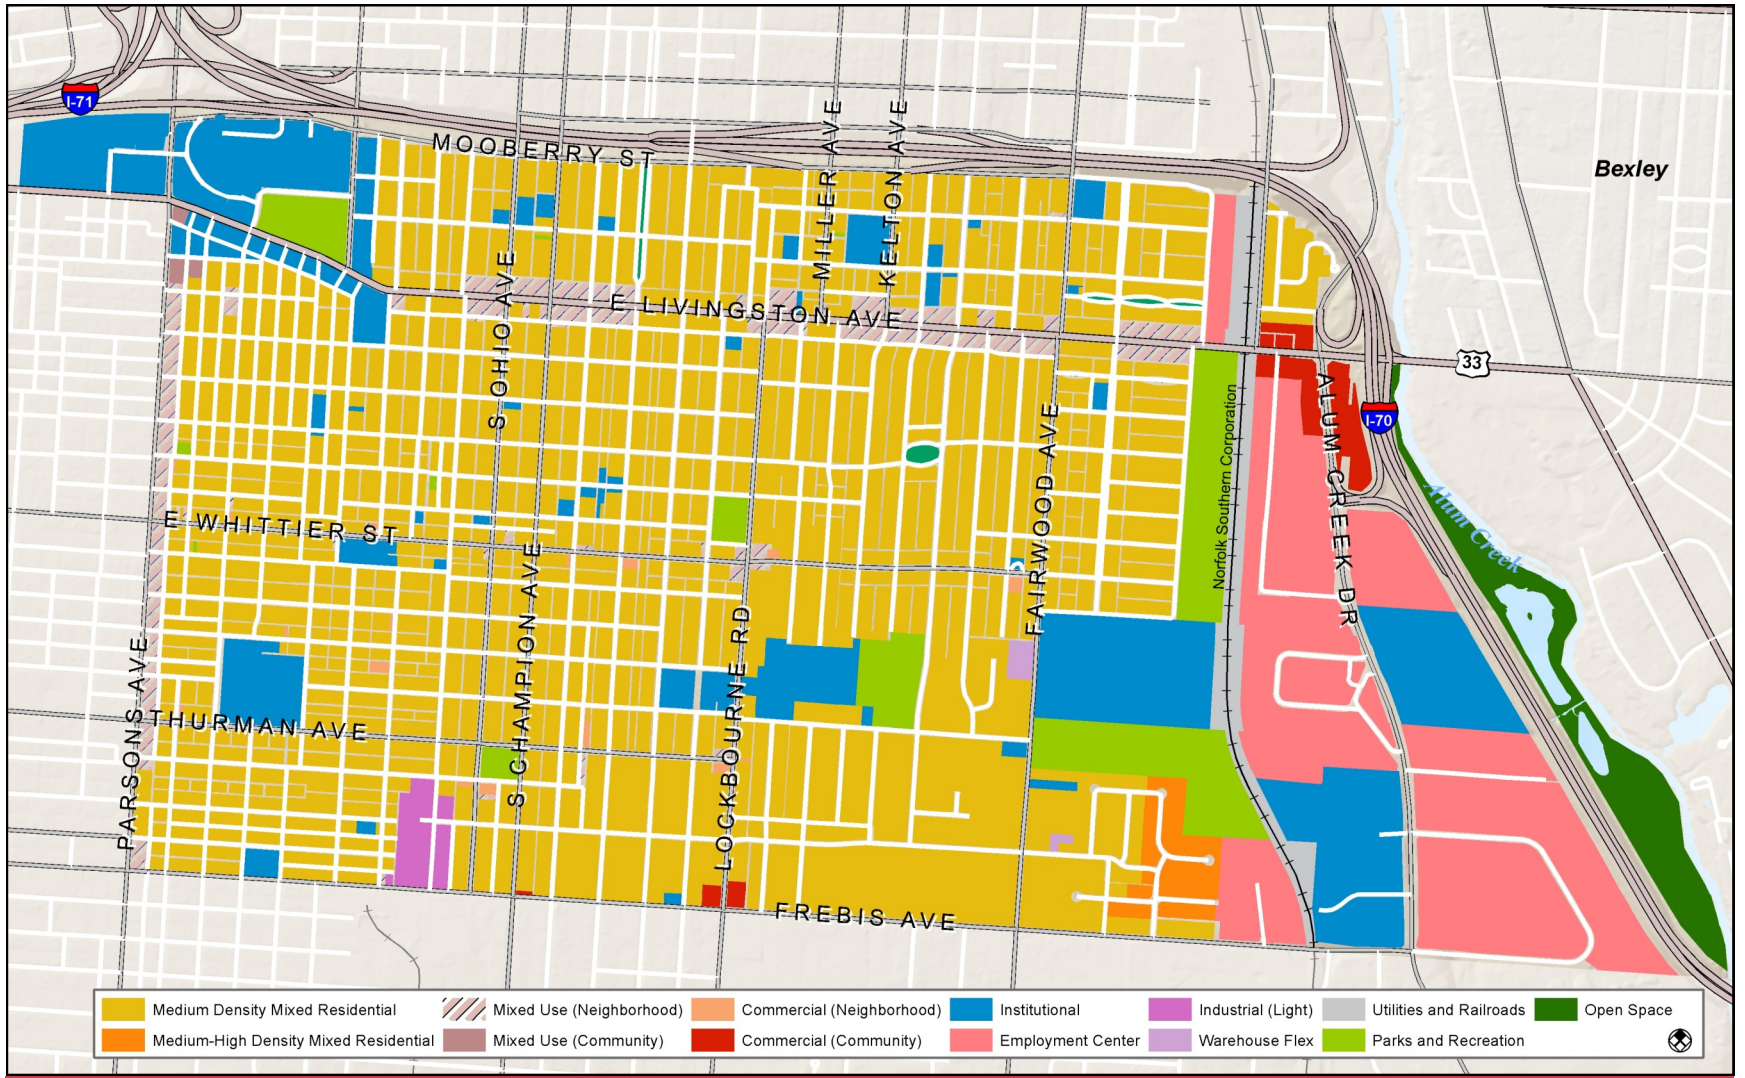 I-71
MOOBERRY ST
MILLER AVE
KELTON AVE
Bexley
S OHIO AVE
E LIVINGSTON AVE
33
ALUM CREEK DR
I-70
Norfolk Southern Corporation
FAIRWOOD AVE
Alum Creek
E WHITTIER ST
S CHAMPION AVE
LOCKBOURNE RD
PARSONS AVE
THURMAN AVE
FREBIS AVE
Medium Density Mixed Residential
Mixed Use (Neighborhood)
Commercial (Neighborhood)
Institutional
Industrial (Light)
Utilities and Railroads
Open Space
Medium-High Density Mixed Residential
Mixed Use (Community)
Commercial (Community)
Employment Center
Warehouse Flex
Parks and Recreation